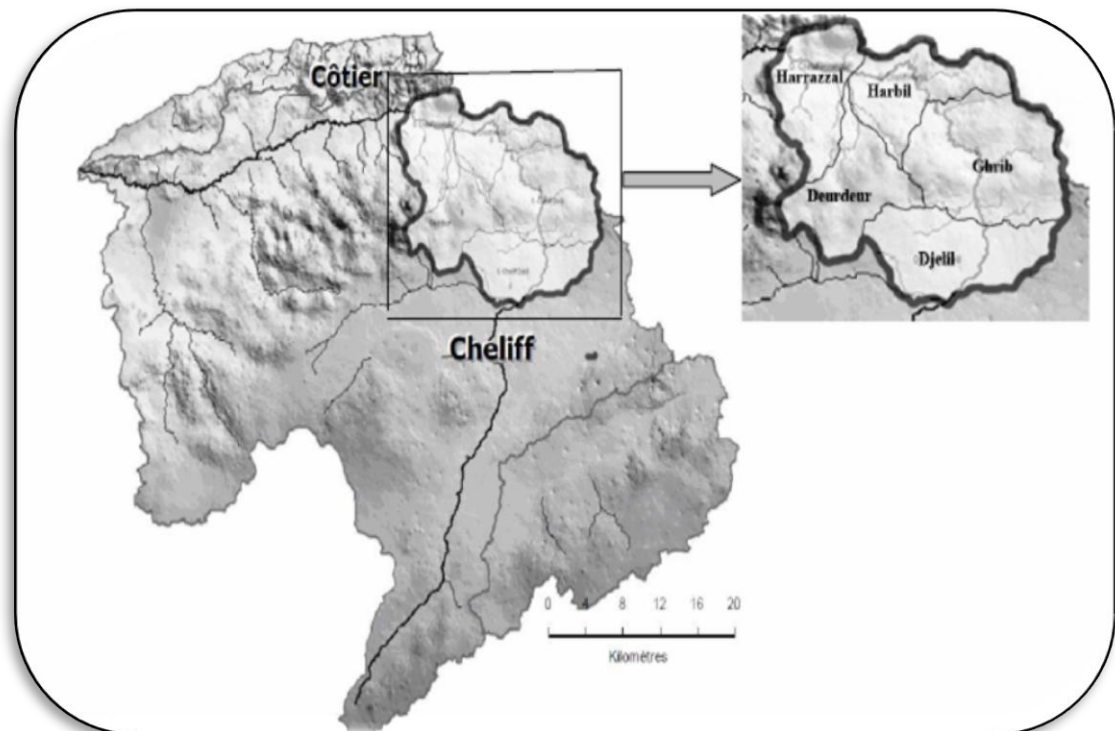 Côtier
Harrazzal
Harbil
Ghrib
Deurdeur
Djelil
Cheliff
0 4 8 12 16 20
Kilomètres